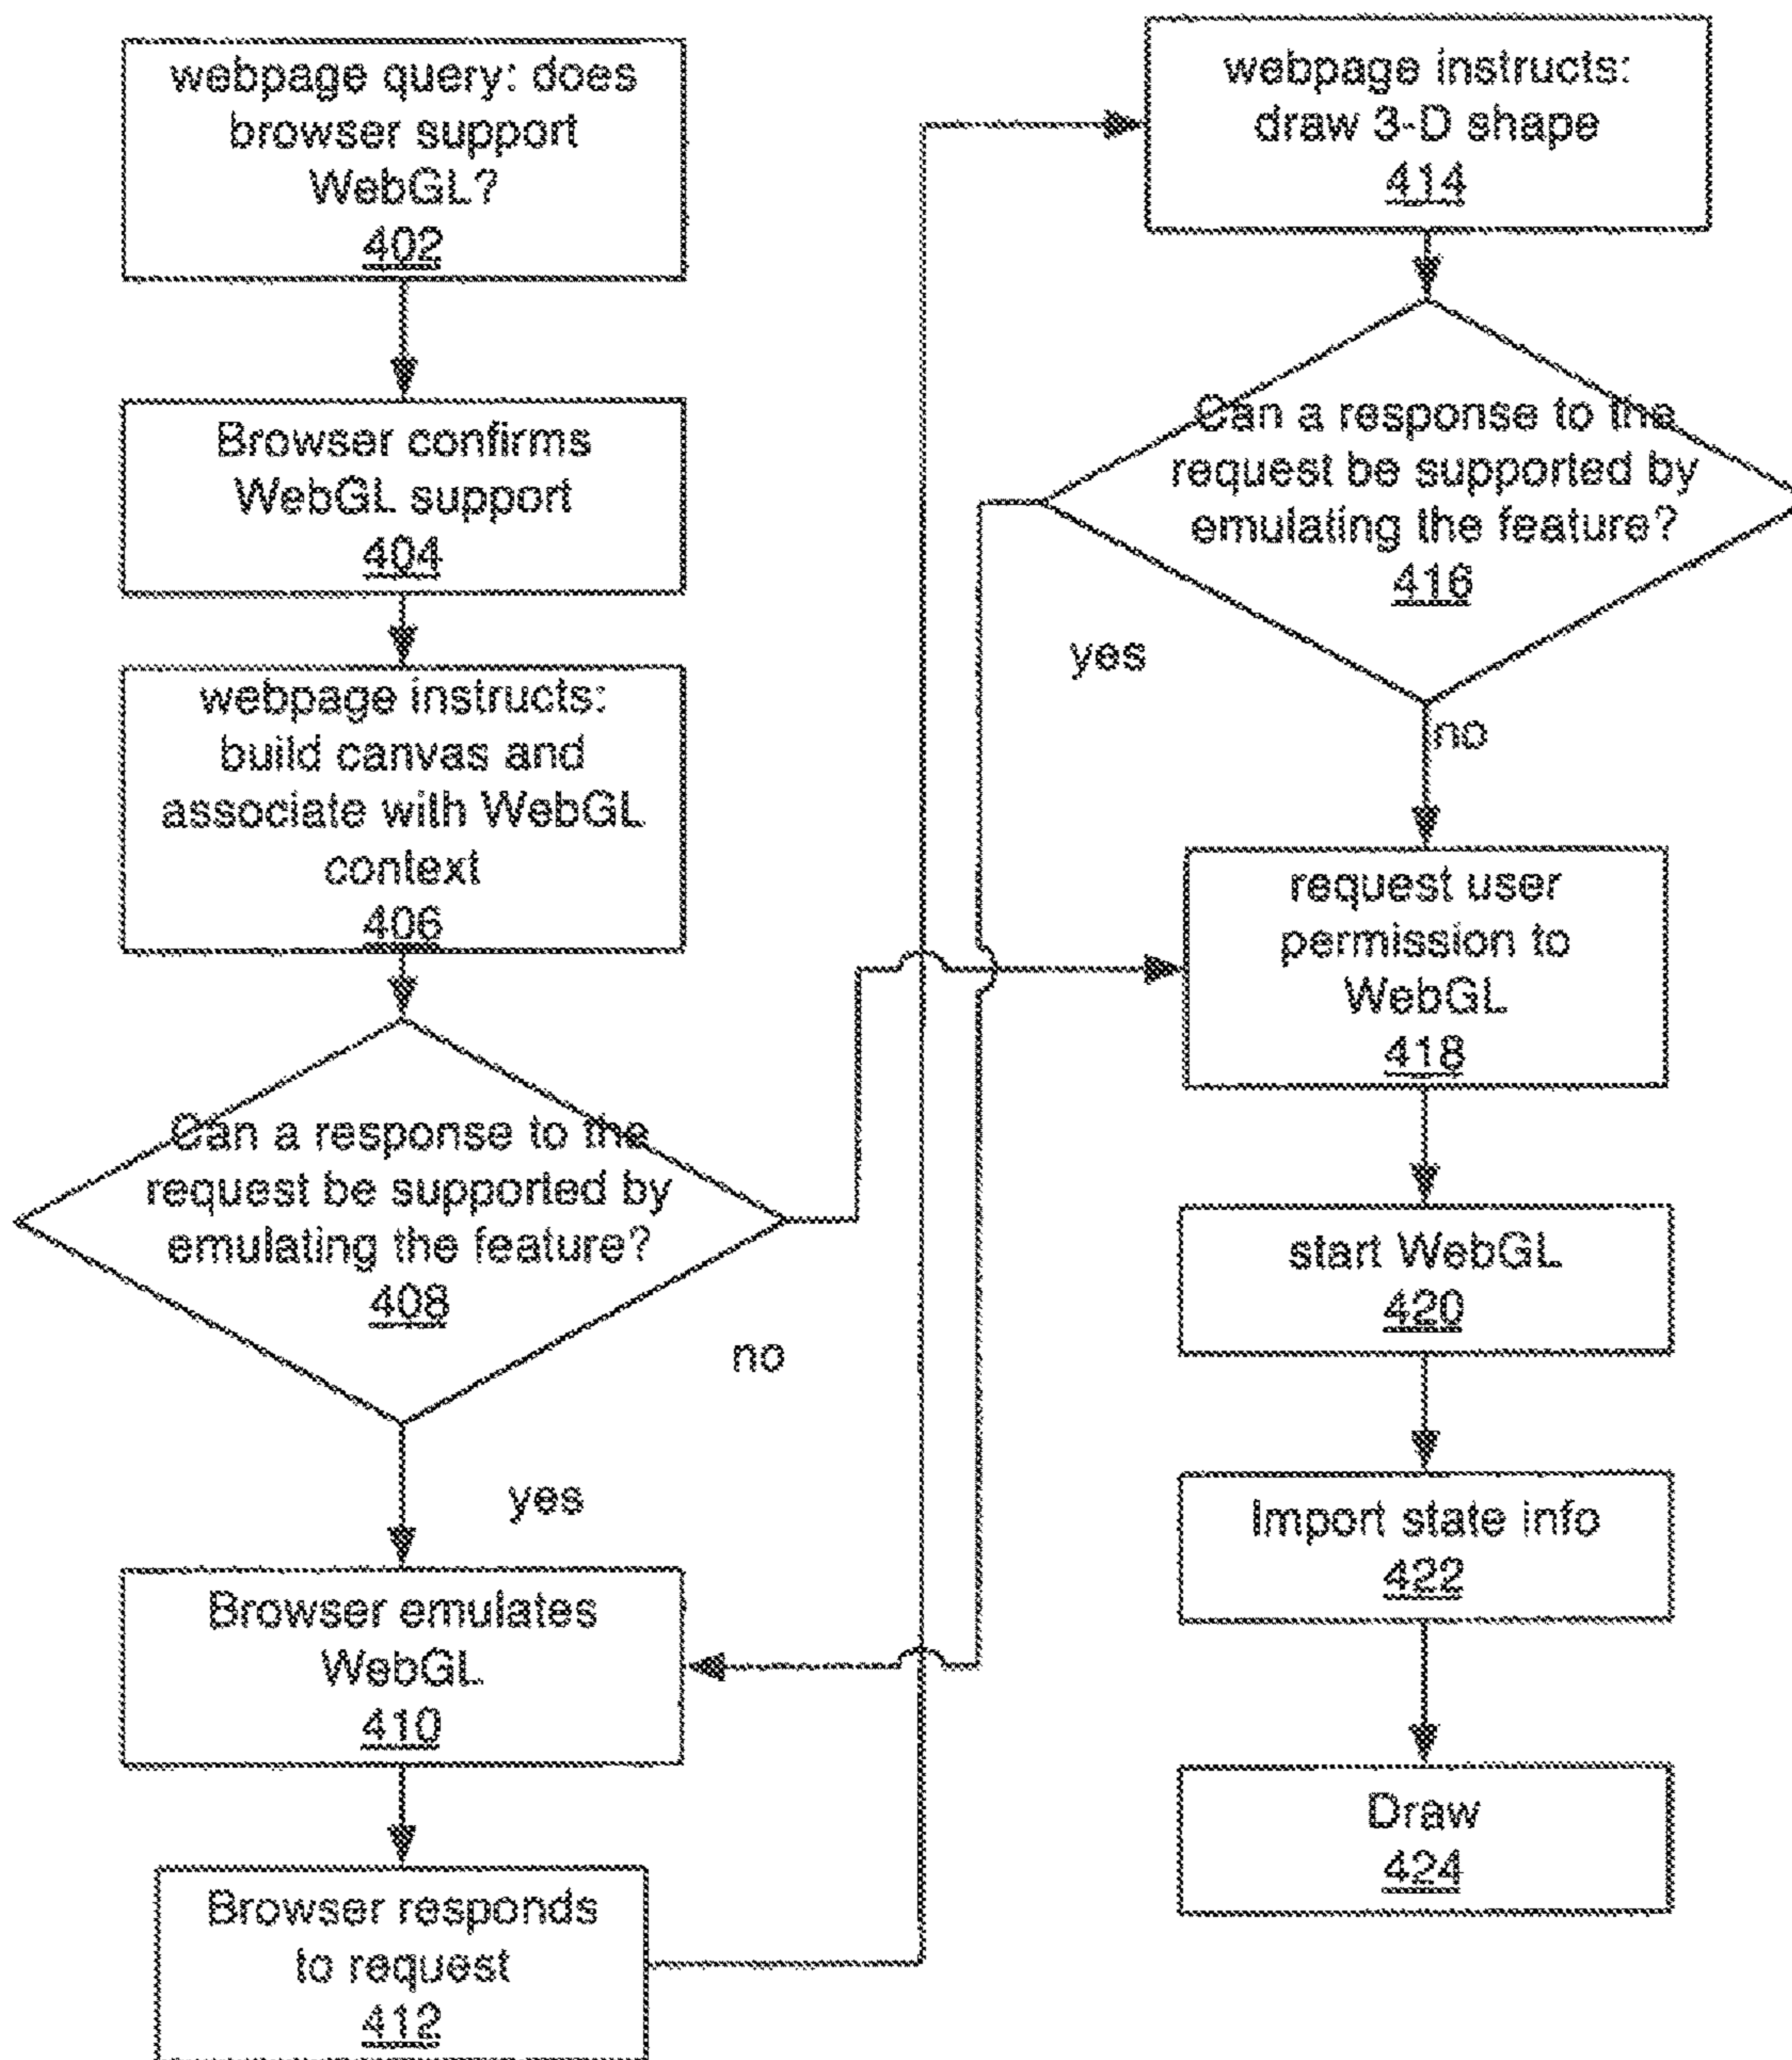 webpage query: does
browser support
WebGL?
402
Browser confirms
WebGL support
404
webpage instructs:
build canvas and
associate with WebGL
context
406
Can a response to the
request be supported by
emulating the feature?
408
no
yes
Browser emulates
WebGL
410
Browser responds
to request
412
webpage instructs:
draw 3-D shape
414
Can a response to the
request be supported by
emulating the feature?
416
yes
no
request user
permission to
WebGL
418
start WebGL
420
Import state info
422
Draw
424